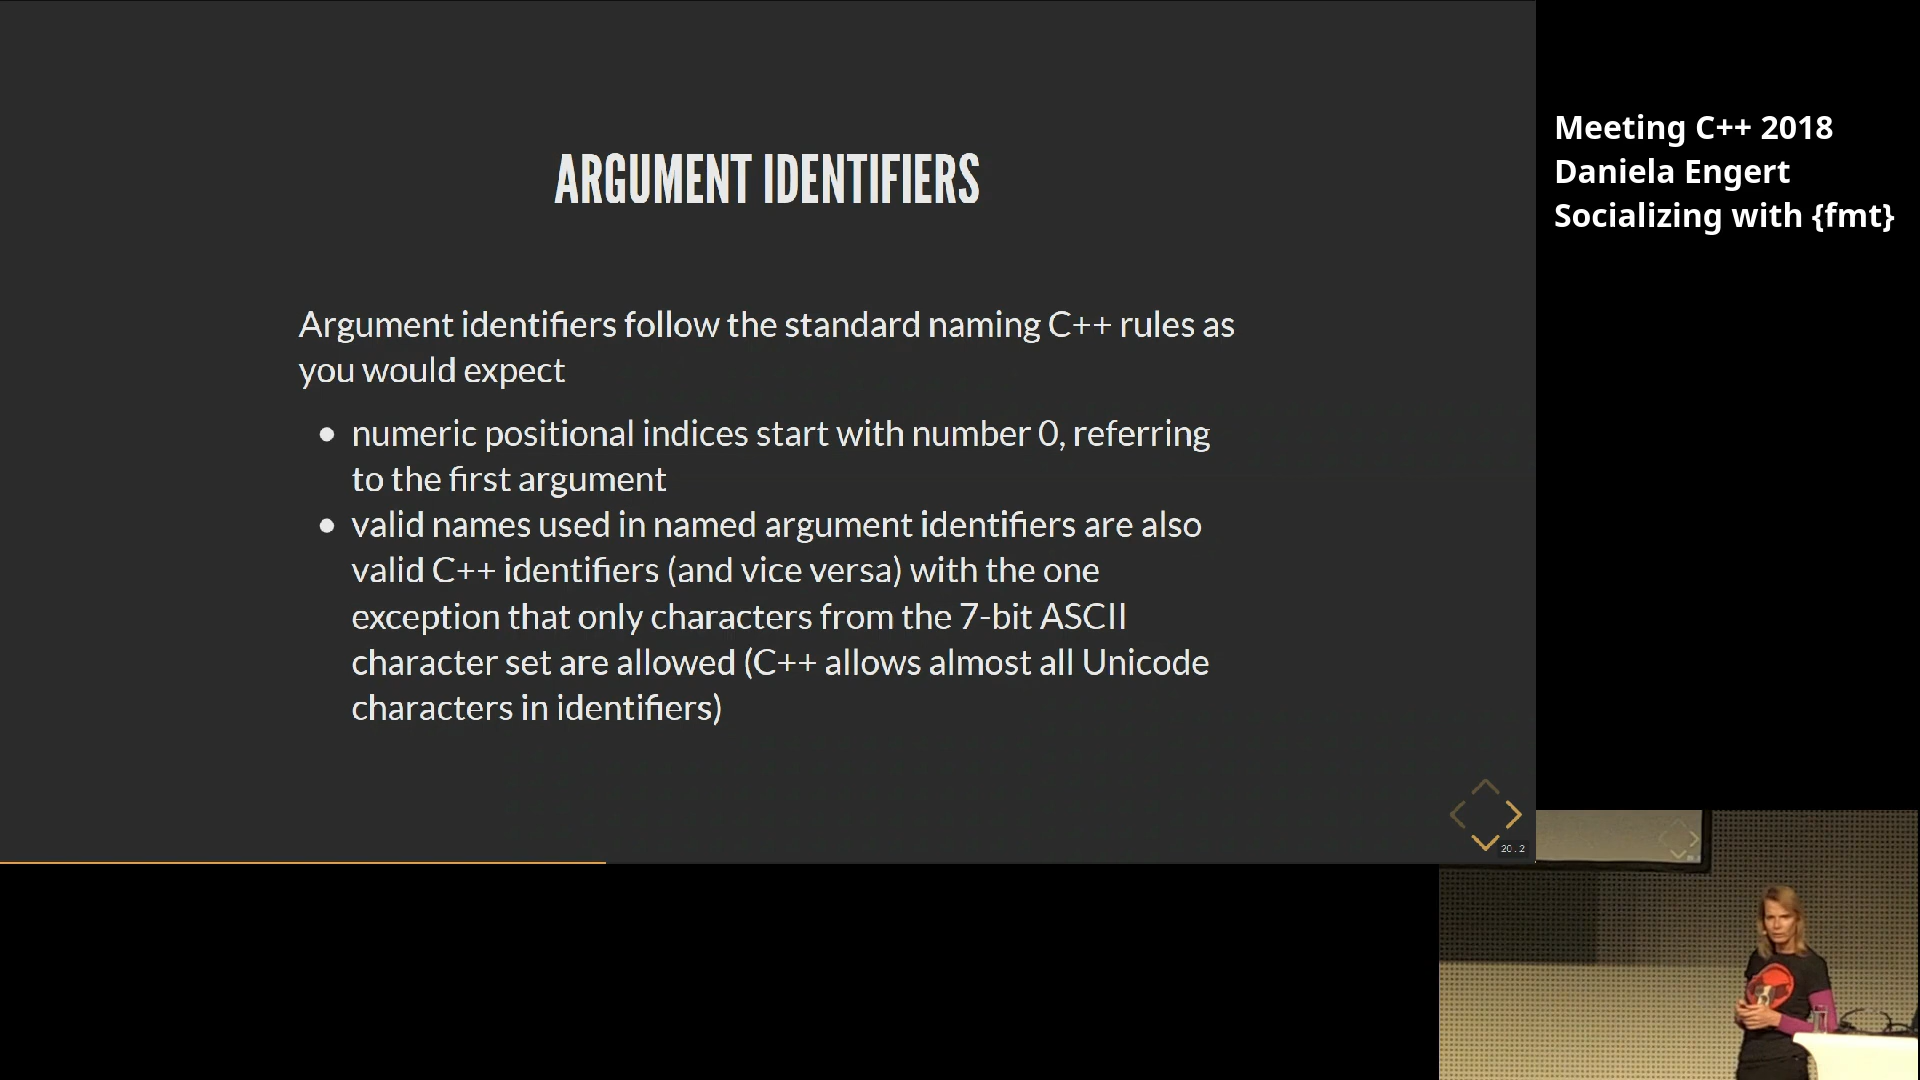 ARGUMENT IDENTIFIERS
Argument identifiers follow the standard naming C++ rules as
you would expect
numeric positional indices start with number 0, referring
to the first argument
valid names used in named argument identifiers are also
valid C++ identifiers (and vice versa) with the one
exception that only characters from the 7-bit ASCII
character set are allowed (C++ allows almost all Unicode
characters in identifiers)
20.2
Meeting C++ 2018
Daniela Engert
Socializing with {fmt}